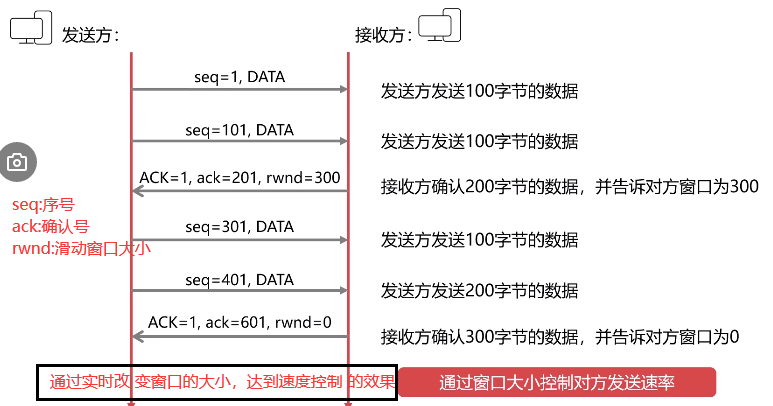 发送方：
接收方：
seq=1, DATA
发送方发送100字节的数据
seq=101, DATA
发送方发送100字节的数据
ACK=1, ack=201, rwnd=300
接收方确认200字节的数据，并告诉对方窗口为300
seq:序号
ack:确认号
rwnd:滑动窗口大小
seq=301, DATA
发送方发送100字节的数据
seq=401, DATA
发送方发送200字节的数据
ACK=1, ack=601, rwnd=0
接收方确认300字节的数据，并告诉对方窗口为0
通过实时改变窗口的大小，达到速度控制的效果
通过窗口大小控制对方发送速率